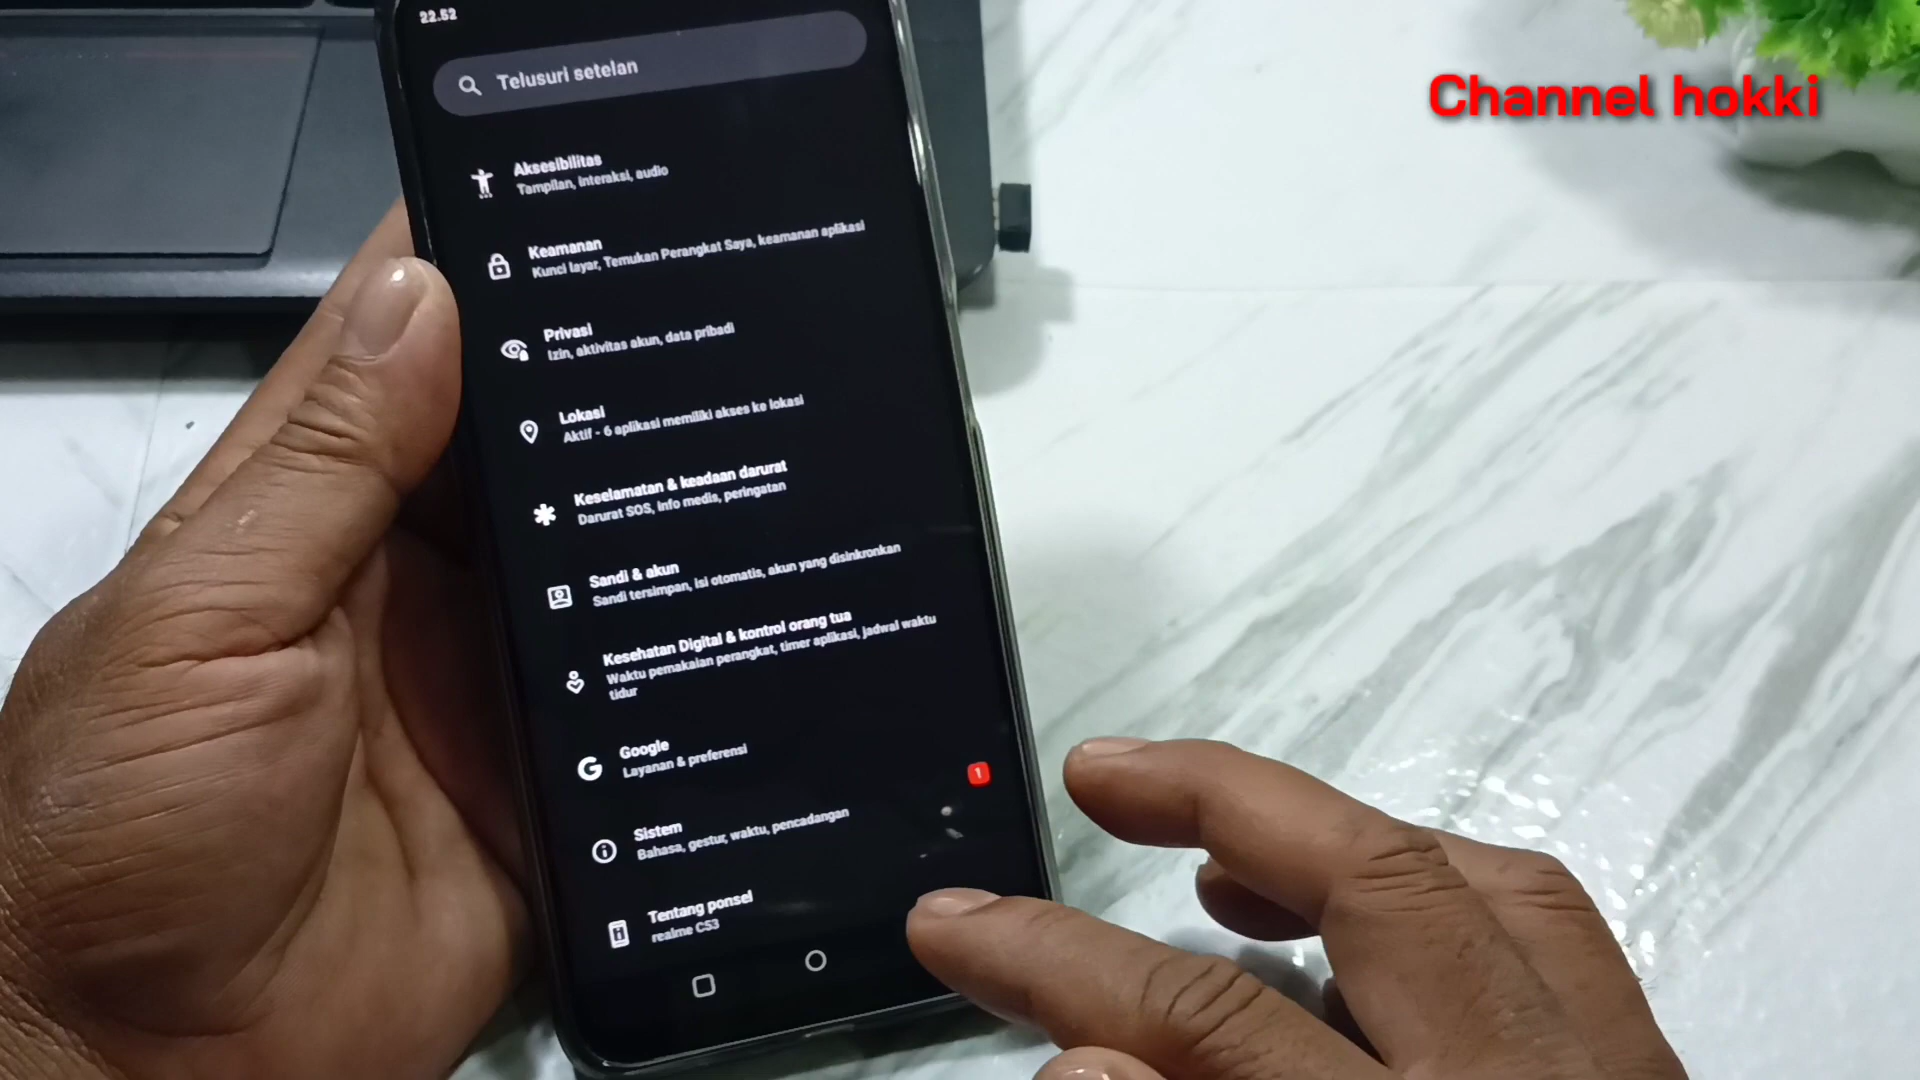 22.52
Channel hokki
Telusuri setelan
Aksesibilitas
Tampilan, interaksi, audio
Keamanan
Kunci layar, Temukan Perangkat Saya, keamanan aplikasi
Privasi
Izin, aktivitas akun, data pribadi
Lokasi
Aktif - 6 aplikasi memiliki akses ke lokasi
Keselamatan & keadaan darurat
Darurat SOS, info medis, peringatan
Sandi & akun
Sandi tersimpan, isi otomatis, akun yang disinkronkan
Kesehatan Digital & kontrol orang tua
Waktu pemakaian perangkat, timer aplikasi, jadwal waktu
tidur
Google
Layanan & preferensi
1
Sistem
Bahasa, gestur, waktu, pencadangan
Tentang ponsel
realme C53